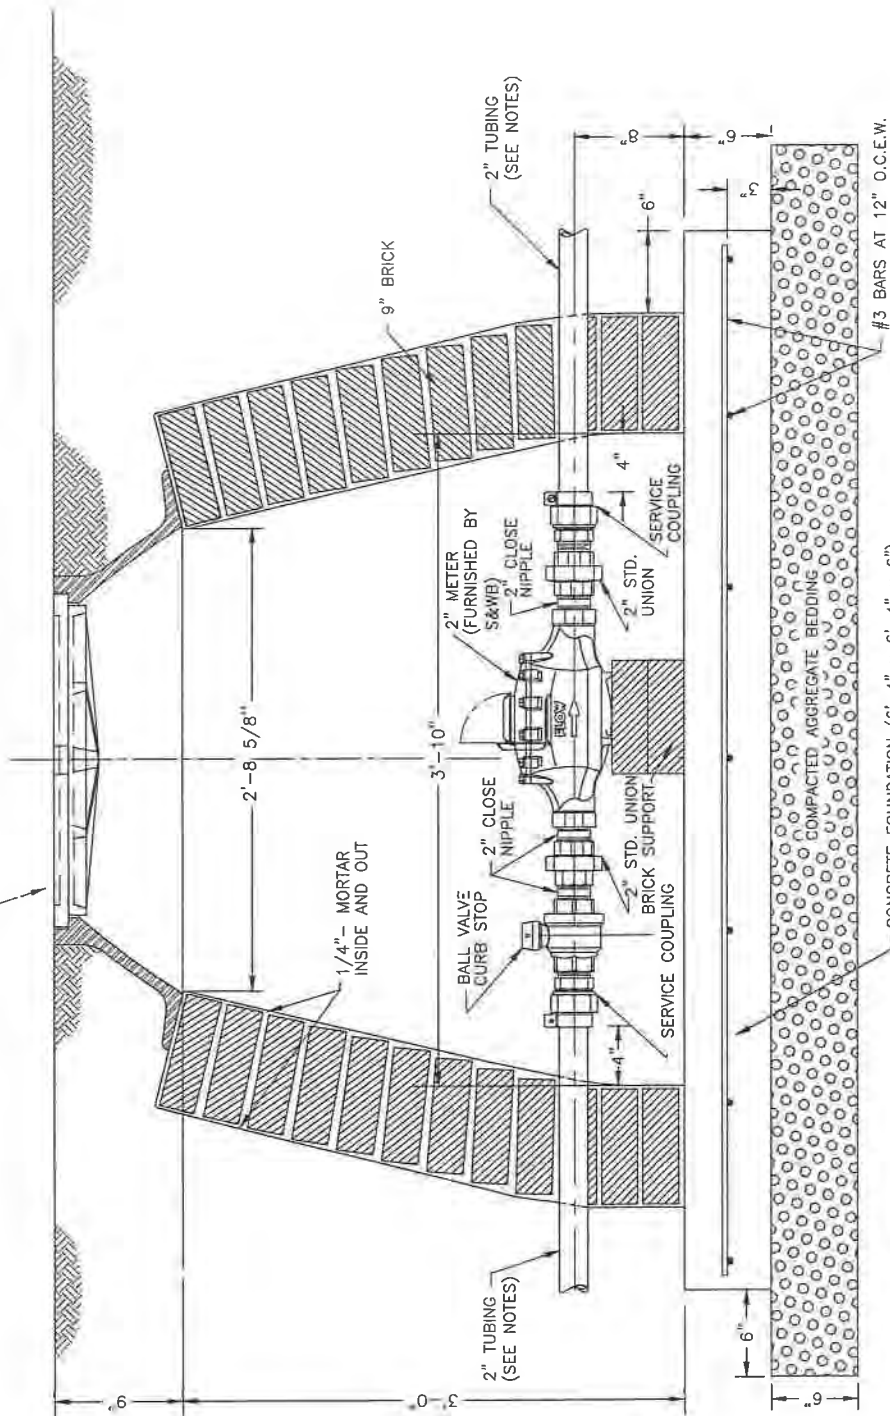 2" TUBING
(SEE NOTES)
9" BRICK
8"
6"
6"
3"
#3 BARS AT 12" O.C.E.W.
4"
SERVICE
COUPLING
2" METER
(FURNISHED BY
S&WB)
2" CLOSE
NIPPLE
2" STD.
UNION
FLOW
2'-8 5/8"
3'-10"
COMPACTED AGGREGATE BEDDING
2" CLOSE
NIPPLE
2" STD. UNION
BRICK SUPPORT
1/4"- MORTAR
INSIDE AND OUT
BALL VALVE
CURB STOP
SERVICE COUPLING
4"
CONCRETE FOUNDATION
2" TUBING
(SEE NOTES)
9"
3'-0"
6"
6"